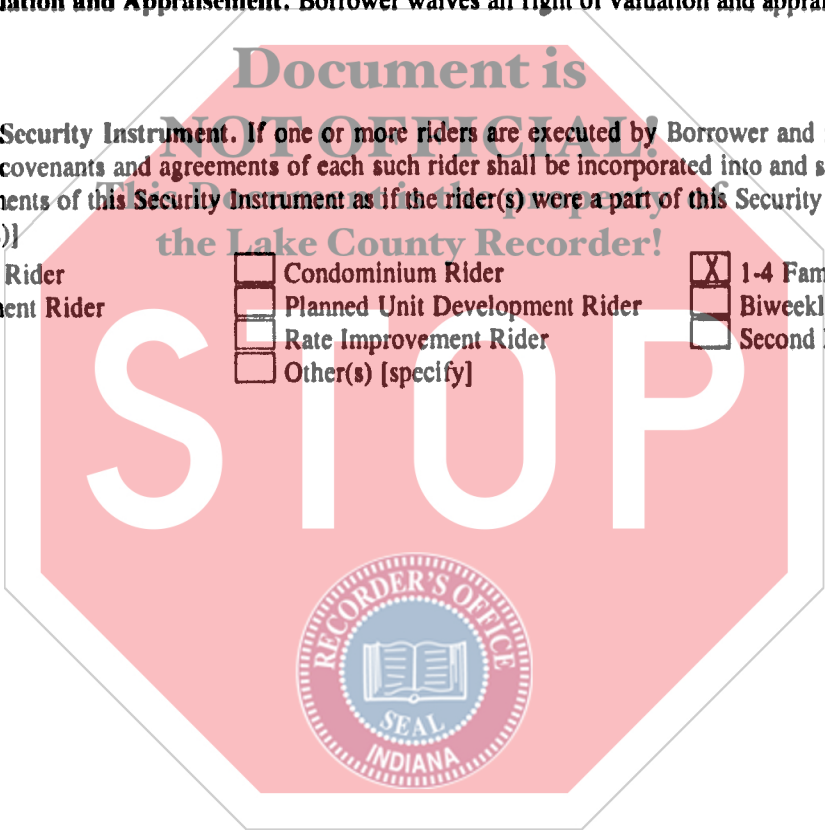 ation and Appraisement. Borrower waives all right of valuation and apprai
Document is
NOT OFFICIAL!
Security Instrument. If one or more riders are executed by Borrower and
covenants and agreements of each such rider shall be incorporated into and s
ents of this Security Instrument as if the rider(s) were a part of this Security
This Document is the property of
)]
the Lake County Recorder!
Rider Condominium Rider X 1-4 Fam
ent Rider Planned Unit Development Rider Biweekl
Rate Improvement Rider Second
Other(s) [specify]
STOP
RECORDER'S OFFICE
SEAL
INDIANA